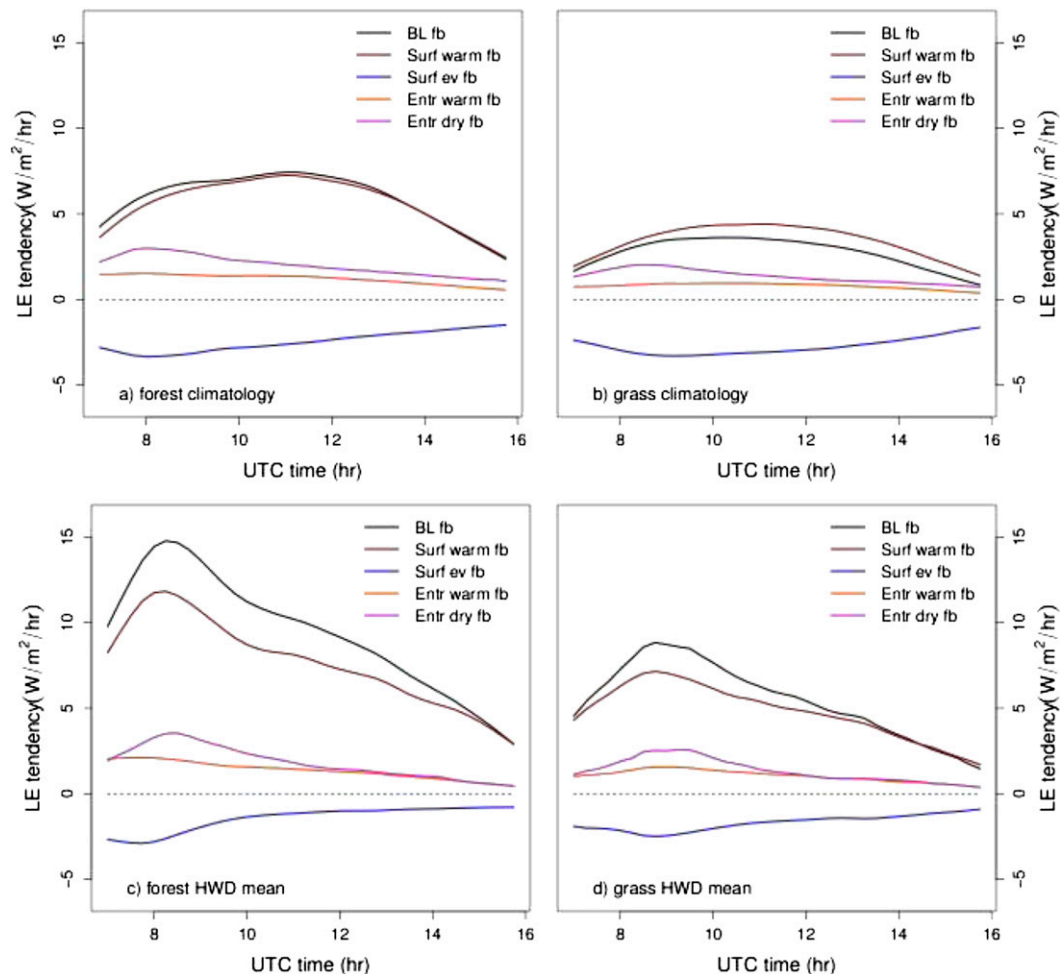 LE tendency(W/m²/hr)
15
10
5
0
−5
BL fb
Surf warm fb
Surf ev fb
Entr warm fb
Entr dry fb
a) forest climatology
8 10 12 14 16
UTC time (hr)
BL fb
Surf warm fb
Surf ev fb
Entr warm fb
Entr dry fb
b) grass climatology
8 10 12 14 16
UTC time (hr)
15
10
5
0
−5
LE tendency(W/m²/hr)
LE tendency(W/m²/hr)
15
10
5
0
−5
BL fb
Surf warm fb
Surf ev fb
Entr warm fb
Entr dry fb
c) forest HWD mean
8 10 12 14 16
UTC time (hr)
BL fb
Surf warm fb
Surf ev fb
Entr warm fb
Entr dry fb
d) grass HWD mean
8 10 12 14 16
UTC time (hr)
15
10
5
0
−5
LE tendency(W/m²/hr)